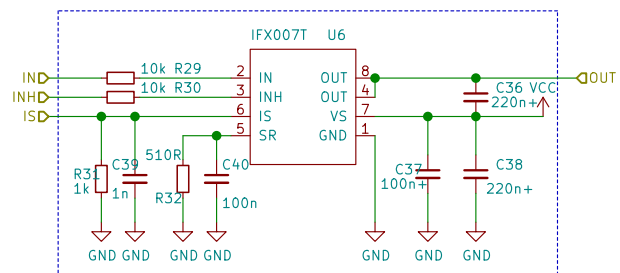 IFX007T U6
IN 10k R29 2 IN OUT 8 OUT
INH 10k R30 3 INH OUT 4 C36 VCC
220n+
IS 6 IS VS 7
5 SR GND 1
510R C39 C40 C37 C38
R31 1k 1n R32 100n 100n+ 220n+
GND GND GND GND GND GND GND